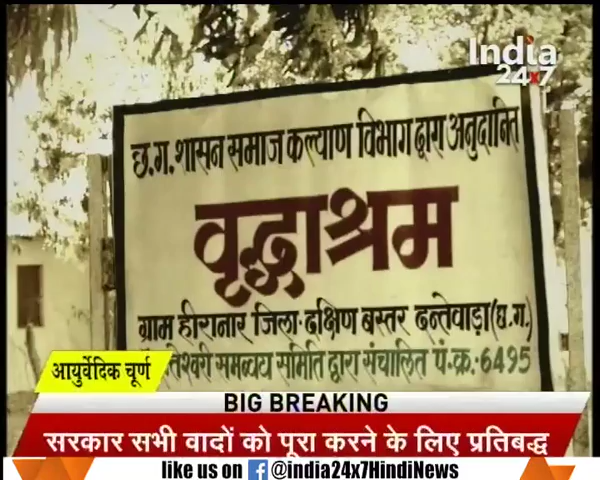 India
24x7
छ.ग. शासन समाज कल्याण विभाग द्वारा अनुदानित
वृद्धाश्रम
ग्राम हीरानार जिला-दक्षिण बस्तर दन्तेवाड़ा (छ.ग.)
समन्वय समिति द्वारा संचालित पं.क्र.-6495
आयुर्वेदिक चूर्ण
BIG BREAKING
सरकार सभी वादों को पूरा करने के लिए प्रतिबद्ध
like us on f @india24x7HindiNews